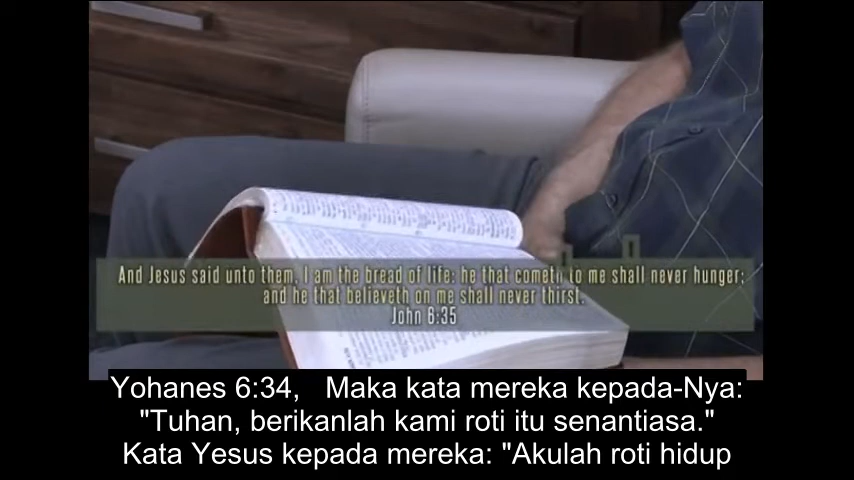 And Jesus said unto them, I am the bread of life: he that cometh to me shall never hunger;
and he that believeth on me shall never thirst.
John 6:35
Yohanes 6:34,   Maka kata mereka kepada-Nya:
"Tuhan, berikanlah kami roti itu senantiasa."
Kata Yesus kepada mereka: "Akulah roti hidup